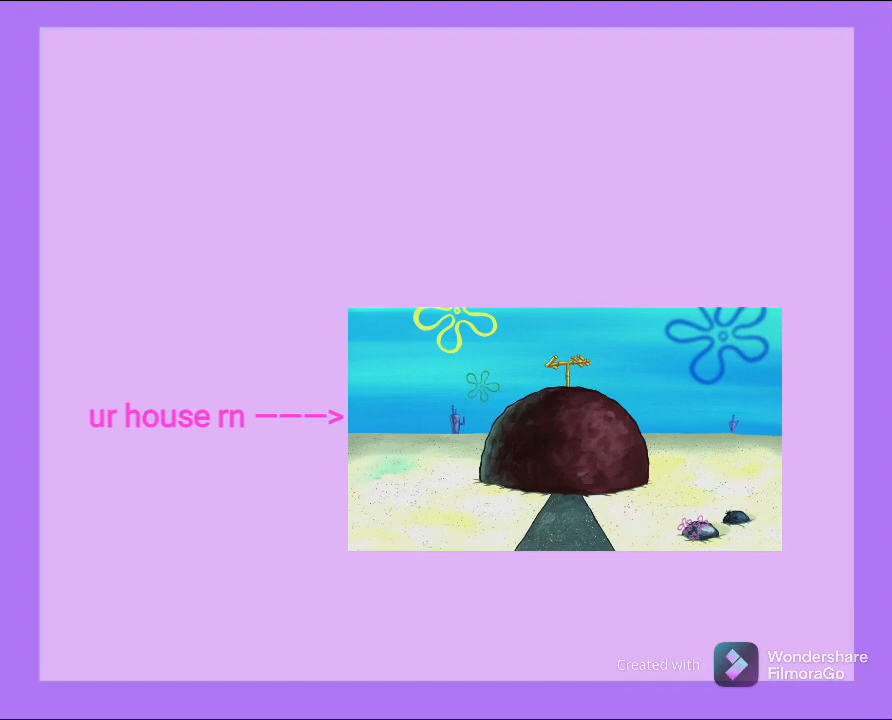 ur house rn ———>
Created with
Wondershare
FilmoraGo